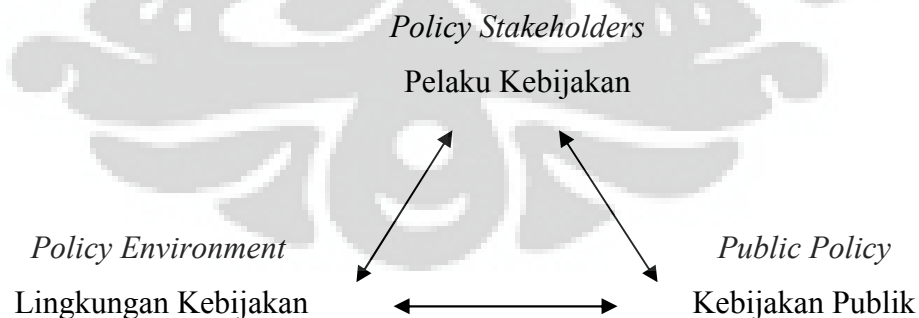 Policy Stakeholders
Pelaku Kebijakan
Policy Environment
Lingkungan Kebijakan
Public Policy
Kebijakan Publik